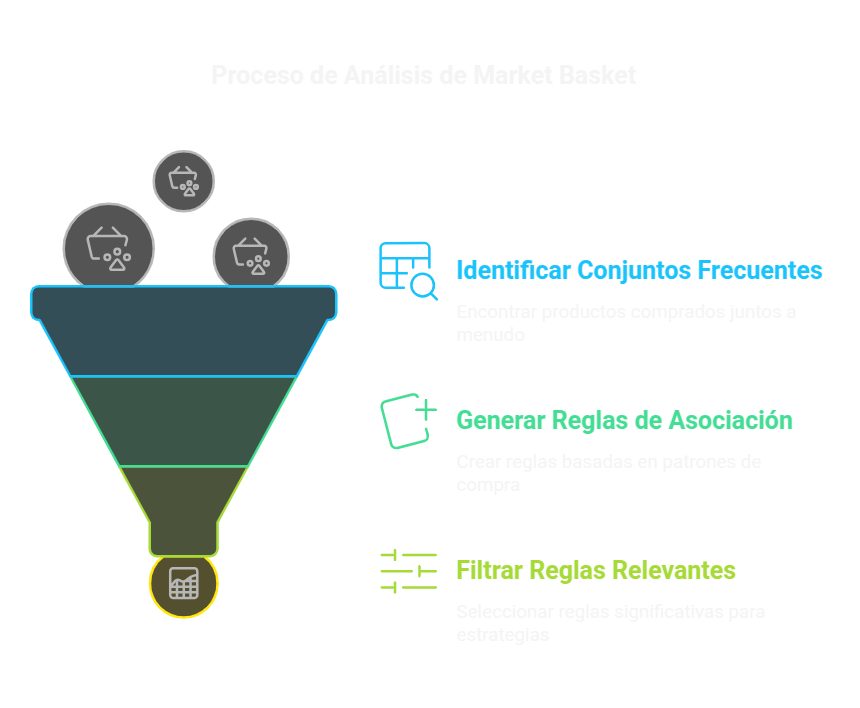 Proceso de Análisis de Market Basket
Identificar Conjuntos Frecuentes
Encontrar productos comprados juntos a
menudo
Generar Reglas de Asociación
Crear reglas basadas en patrones de
compra
Filtrar Reglas Relevantes
Seleccionar reglas significativas para
estrategias